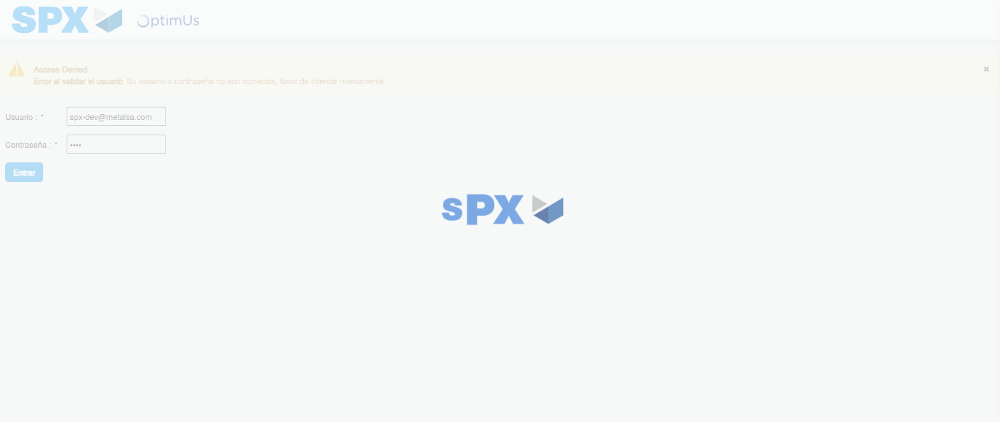 SPX OptimUs
Access Denied
Error al validar el usuario Su usuario o contraseña no son correctos, favor de intentar nuevamente
Usuario : * spx-dev@metalsa.com
Contraseña : * ••••
Entrar
sPX